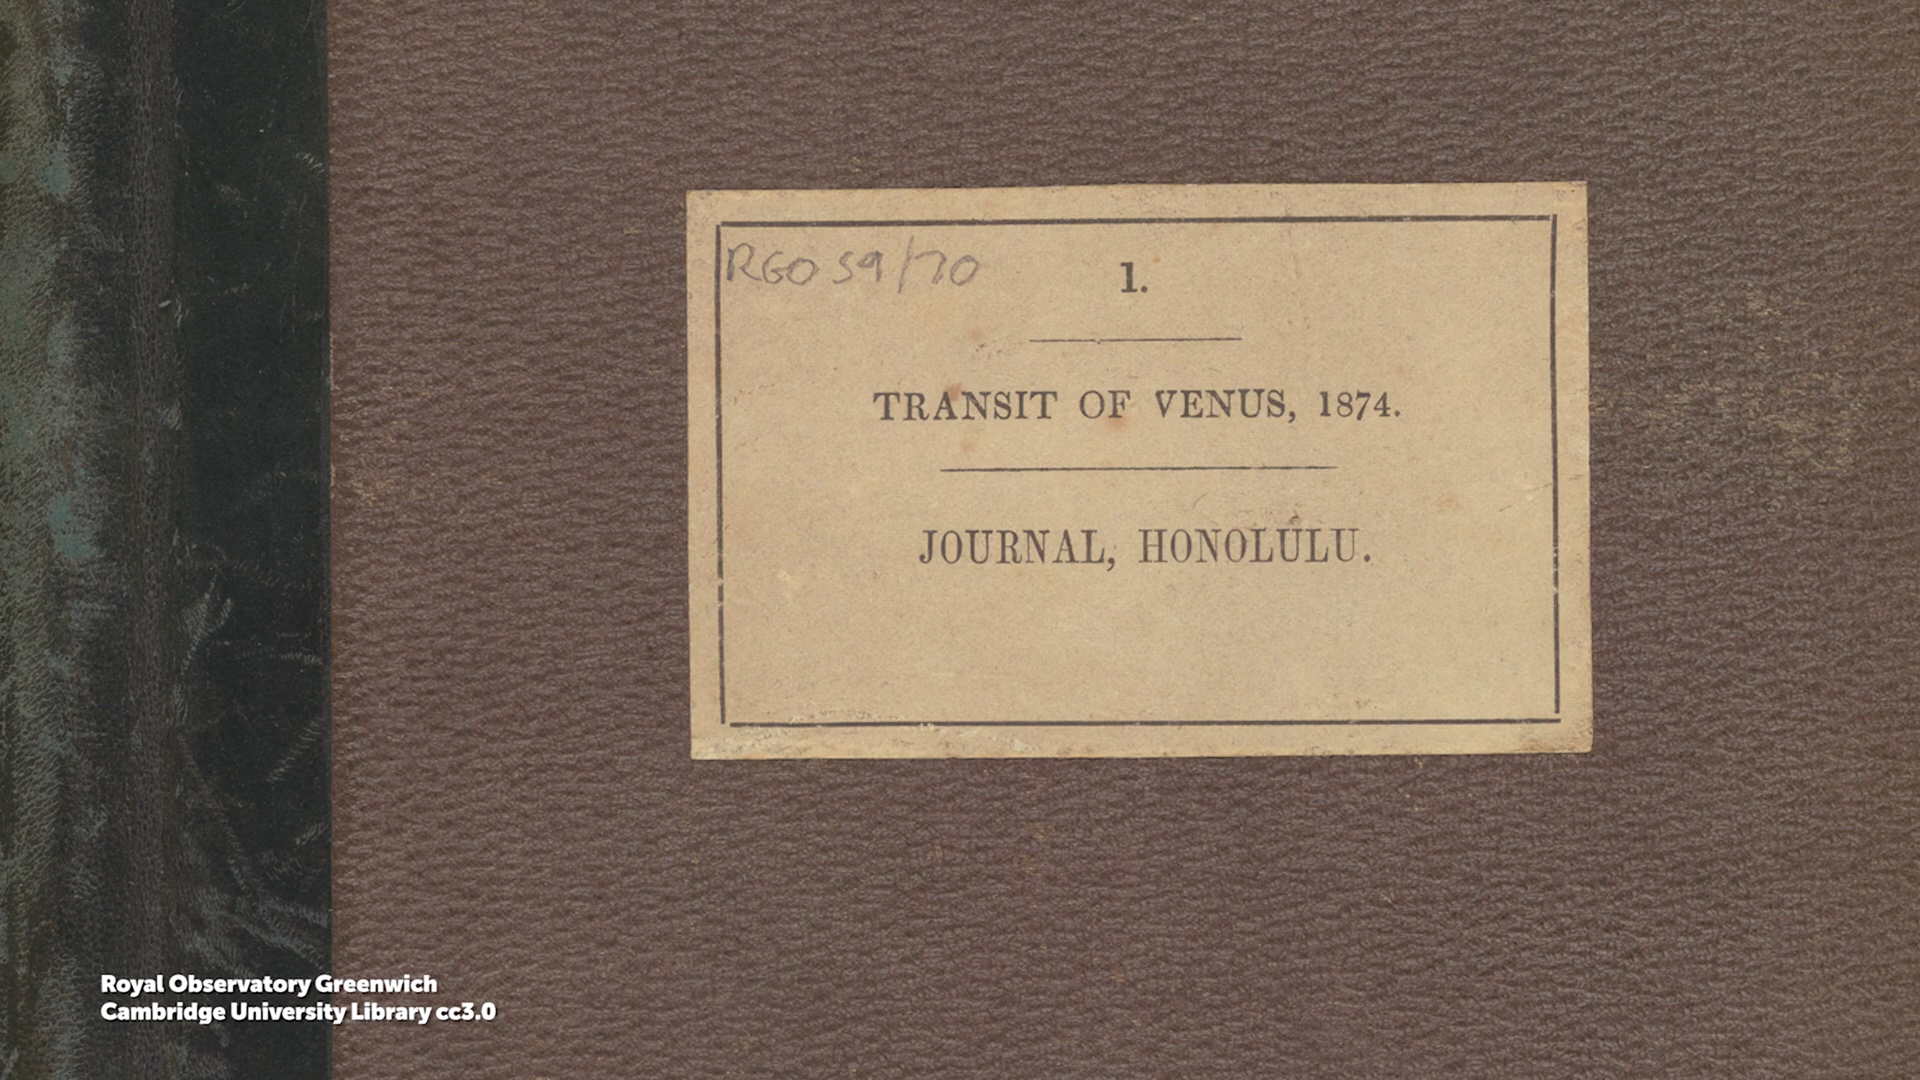 RGO 59/70
1.
TRANSIT OF VENUS, 1874.
JOURNAL, HONOLULU.
Royal Observatory Greenwich
Cambridge University Library cc3.0